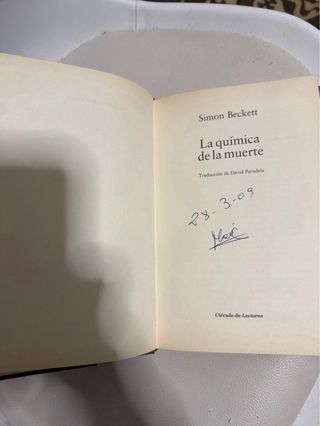 Simon Beckett
La química
de la muerte
Traducción de David Paradela
28-3-09
Círculo de Lectores